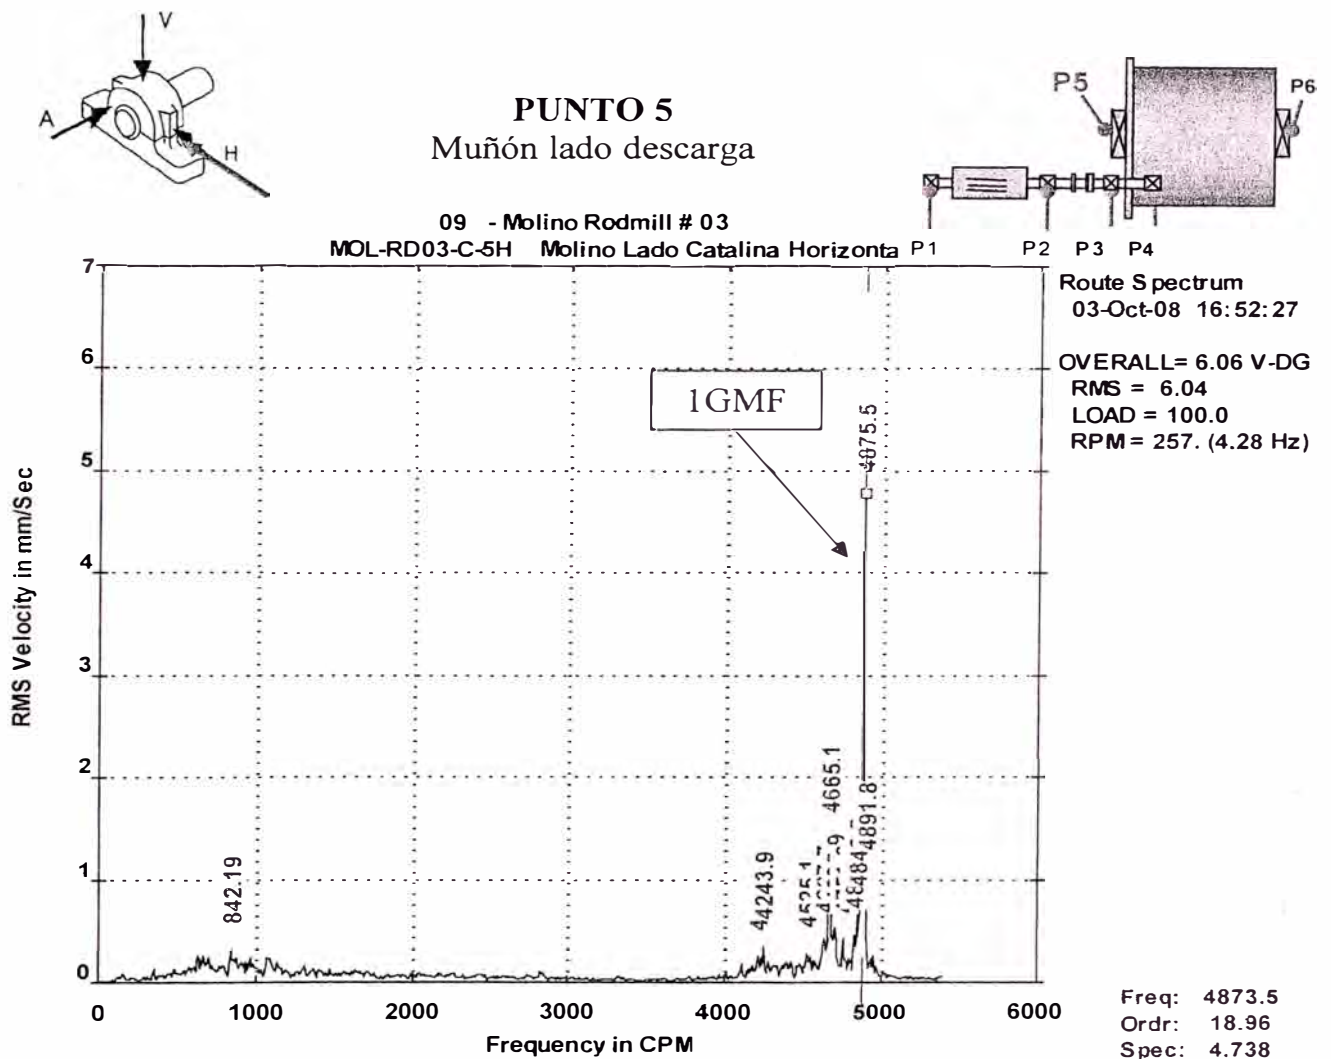 V
A
H
PUNTO 5
Muñón lado descarga
P5
P6
09 - Molino Rodmill # 03
MOL-RD03-C-5H Molino Lado Catalina Horizonta
P1 P2 P3 P4
Route Spectrum
03-Oct-08 16:52:27
OVERALL= 6.06 V-DG
RMS = 6.04
LOAD = 100.0
RPM = 257. (4.28 Hz)
RMS Velocity in mm/Sec
7
6
5
4
3
2
1
0
1GMF
842.19
4243.9
4665.1
4891.8
0 1000 2000 3000 4000 5000 6000
Frequency in CPM
Freq: 4873.5
Ordr: 18.96
Spec: 4.738